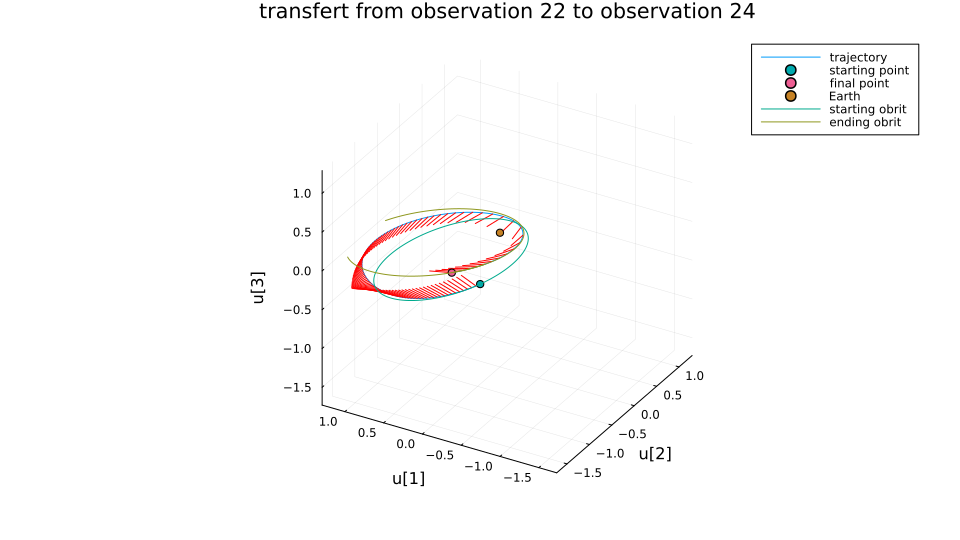 transfert from observation 22 to observation 24
trajectory
starting point
final point
Earth
starting obrit
ending obrit
1.0
0.5
0.0
−0.5
−1.0
−1.5
u[3]
1.0
0.5
0.0
−0.5
−1.0
−1.5
u[1]
1.0
0.5
0.0
−0.5
−1.0
−1.5
u[2]